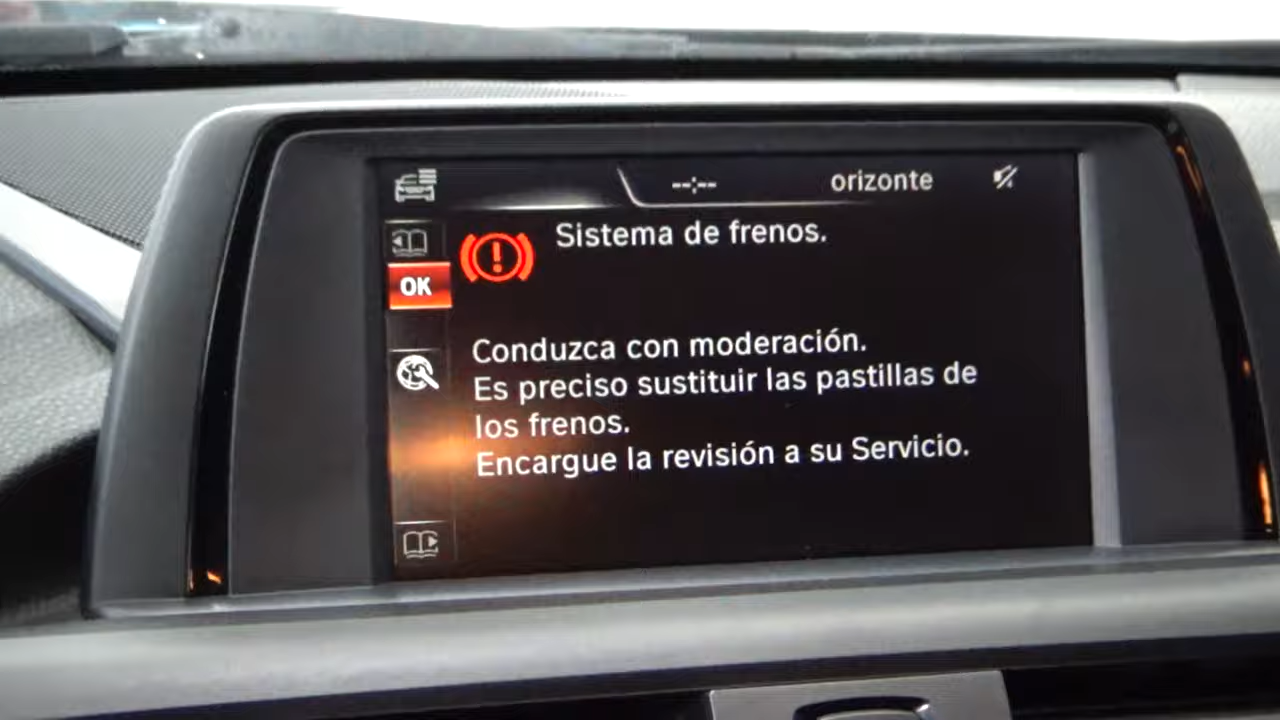 --:-- orizonte
Sistema de frenos.
OK
Conduzca con moderación.
Es preciso sustituir las pastillas de
los frenos.
Encargue la revisión a su Servicio.